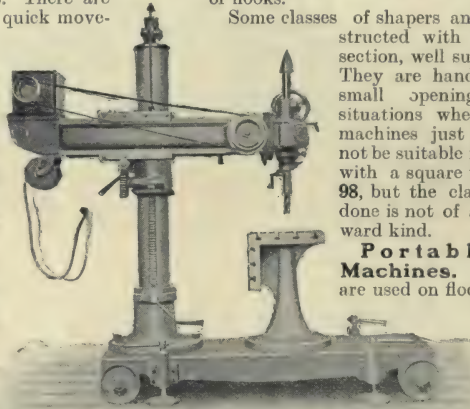 There are
quick move-
of hooks.
Some classes of shapers an
structed with
section, well su
They are hand
small opening
situations whe
machines just
not be suitable
with a square
98, but the cla
done is not of
ward kind.
Portabl
Machines.
are used on floo